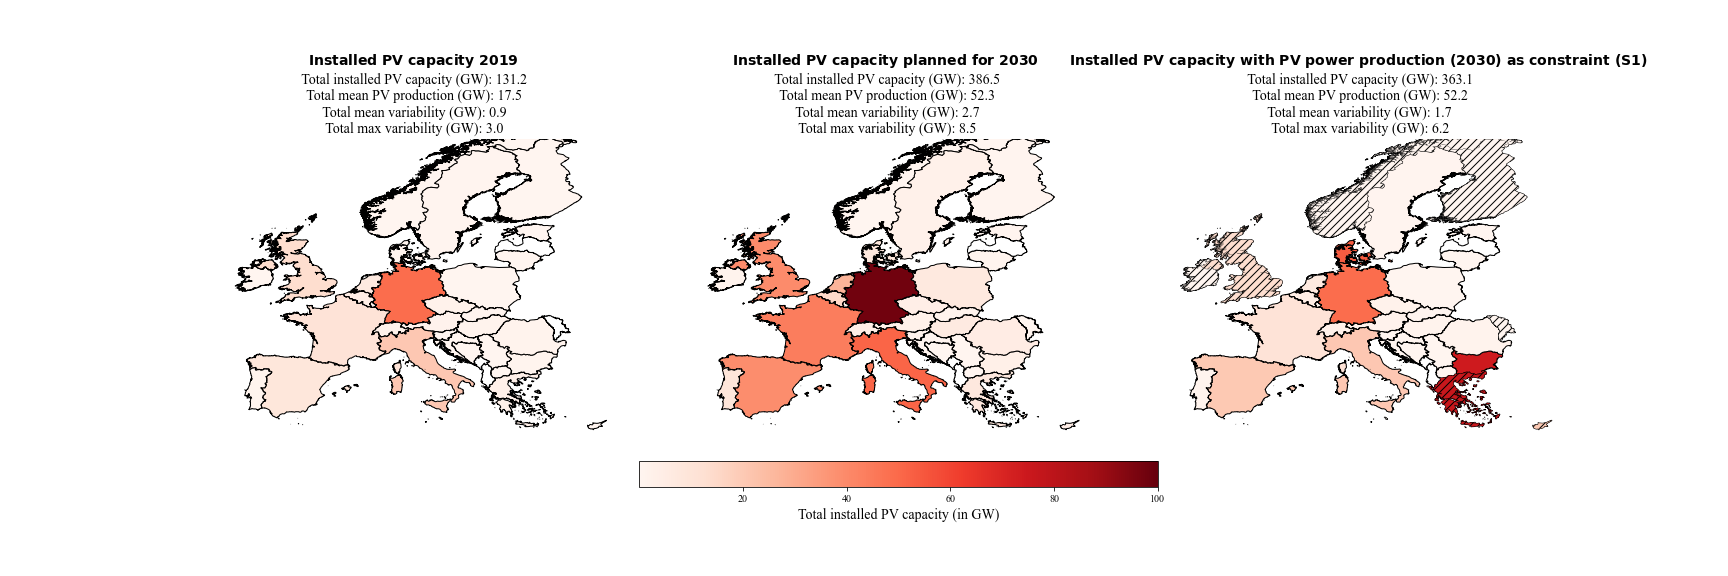 Installed PV capacity 2019
Total installed PV capacity (GW): 131.2
Total mean PV production (GW): 17.5
Total mean variability (GW): 0.9
Total max variability (GW): 3.0
Installed PV capacity planned for 2030
Total installed PV capacity (GW): 386.5
Total mean PV production (GW): 52.3
Total mean variability (GW): 2.7
Total max variability (GW): 8.5
Installed PV capacity with PV power production (2030) as constraint (S1)
Total installed PV capacity (GW): 363.1
Total mean PV production (GW): 52.2
Total mean variability (GW): 1.7
Total max variability (GW): 6.2
20 40 60 80 100
Total installed PV capacity (in GW)